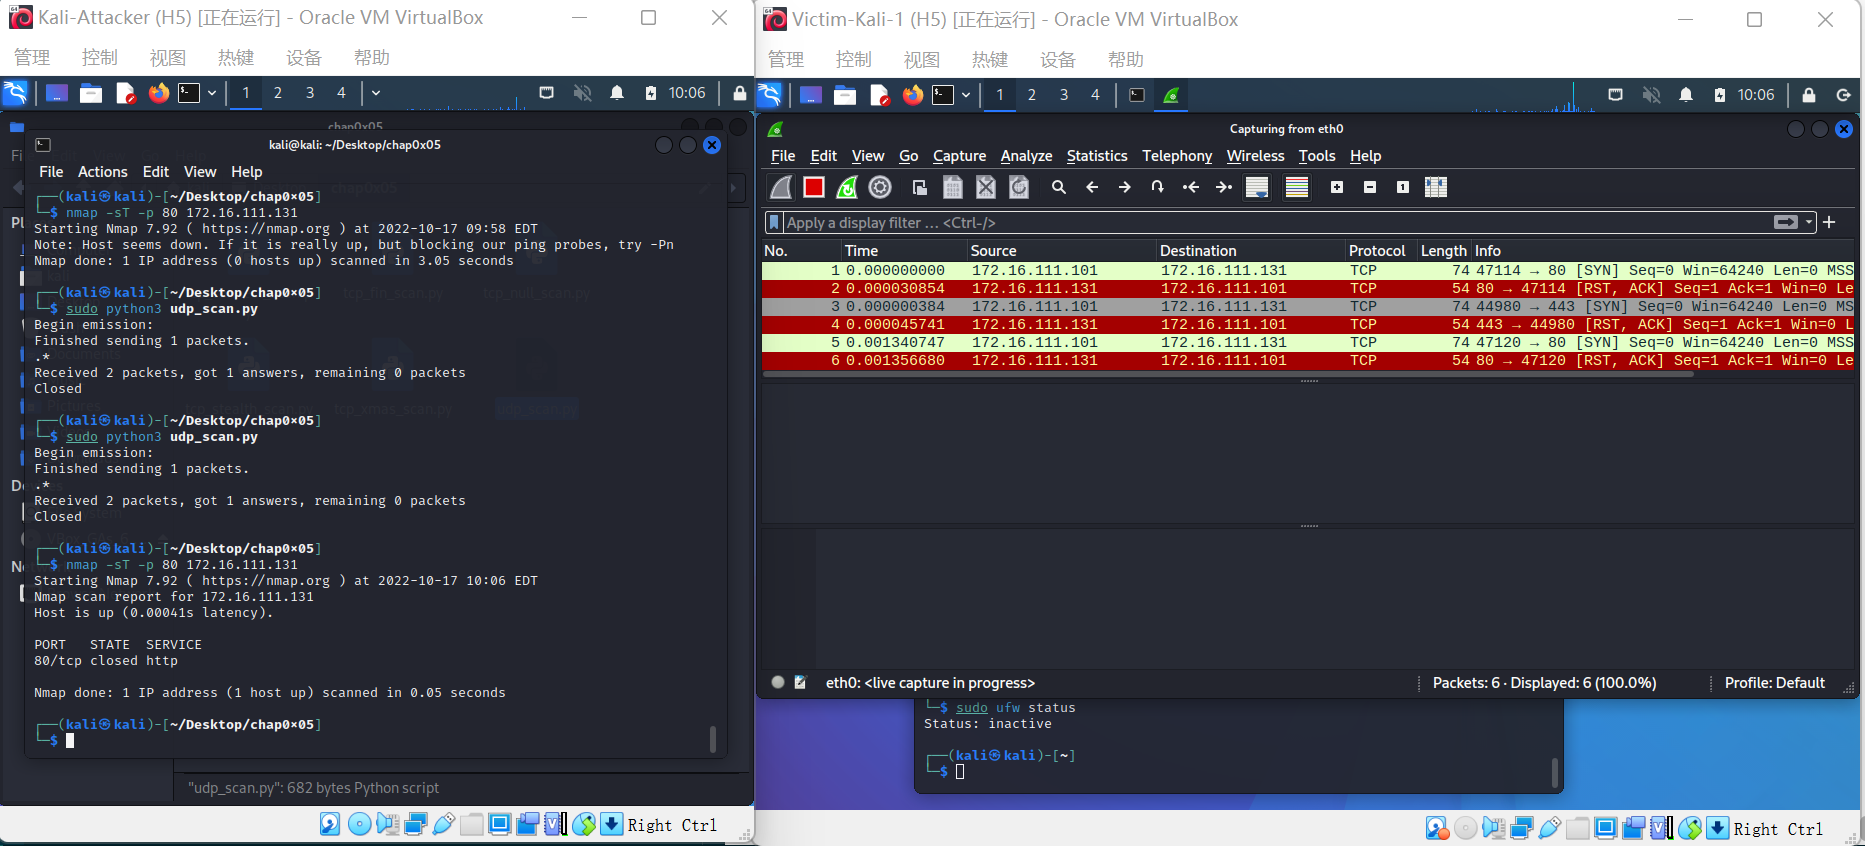 Kali-Attacker (H5) [正在运行] - Oracle VM VirtualBox
管理 控制 视图 热键 设备 帮助
1 2 3 4 10:06
chap0x05
kali@kali: ~/Desktop/chap0x05
File Actions Edit View Help
┌──(kali㉿kali)-[~/Desktop/chap0×05]
└─$ nmap -sT -p 80 172.16.111.131
Starting Nmap 7.92 ( https://nmap.org ) at 2022-10-17 09:58 EDT
Note: Host seems down. If it is really up, but blocking our ping probes, try -Pn
Nmap done: 1 IP address (0 hosts up) scanned in 3.05 seconds
┌──(kali㉿kali)-[~/Desktop/chap0×05]
└─$ sudo python3 udp_scan.py
Begin emission:
Finished sending 1 packets.
.*
Received 2 packets, got 1 answers, remaining 0 packets
Closed
┌──(kali㉿kali)-[~/Desktop/chap0×05]
└─$ sudo python3 udp_scan.py
Begin emission:
Finished sending 1 packets.
.*
Received 2 packets, got 1 answers, remaining 0 packets
Closed
┌──(kali㉿kali)-[~/Desktop/chap0×05]
└─$ nmap -sT -p 80 172.16.111.131
Starting Nmap 7.92 ( https://nmap.org ) at 2022-10-17 10:06 EDT
Nmap scan report for 172.16.111.131
Host is up (0.00041s latency).
PORT STATE SERVICE
80/tcp closed http
Nmap done: 1 IP address (1 host up) scanned in 0.05 seconds
┌──(kali㉿kali)-[~/Desktop/chap0×05]
└─$
"udp_scan.py": 682 bytes Python script
Right Ctrl
Victim-Kali-1 (H5) [正在运行] - Oracle VM VirtualBox
管理 控制 视图 热键 设备 帮助
1 2 3 4 10:06
Capturing from eth0
File Edit View Go Capture Analyze Statistics Telephony Wireless Tools Help
Apply a display filter ... <Ctrl-/>
No. Time Source Destination Protocol Length Info
1 0.000000000 172.16.111.101 172.16.111.131 TCP 74 47114 → 80 [SYN] Seq=0 Win=64240 Len=0 MSS
2 0.000030854 172.16.111.131 172.16.111.101 TCP 54 80 → 47114 [RST, ACK] Seq=1 Ack=1 Win=0 Le
3 0.000000384 172.16.111.101 172.16.111.131 TCP 74 44980 → 443 [SYN] Seq=0 Win=64240 Len=0 MS
4 0.000045741 172.16.111.131 172.16.111.101 TCP 54 443 → 44980 [RST, ACK] Seq=1 Ack=1 Win=0 L
5 0.001340747 172.16.111.101 172.16.111.131 TCP 74 47120 → 80 [SYN] Seq=0 Win=64240 Len=0 MSS
6 0.001356680 172.16.111.131 172.16.111.101 TCP 54 80 → 47120 [RST, ACK] Seq=1 Ack=1 Win=0 Le
eth0: <live capture in progress> Packets: 6 · Displayed: 6 (100.0%) Profile: Default
└─$ sudo ufw status
Status: inactive
┌──(kali㉿kali)-[~]
└─$
Right Ctrl